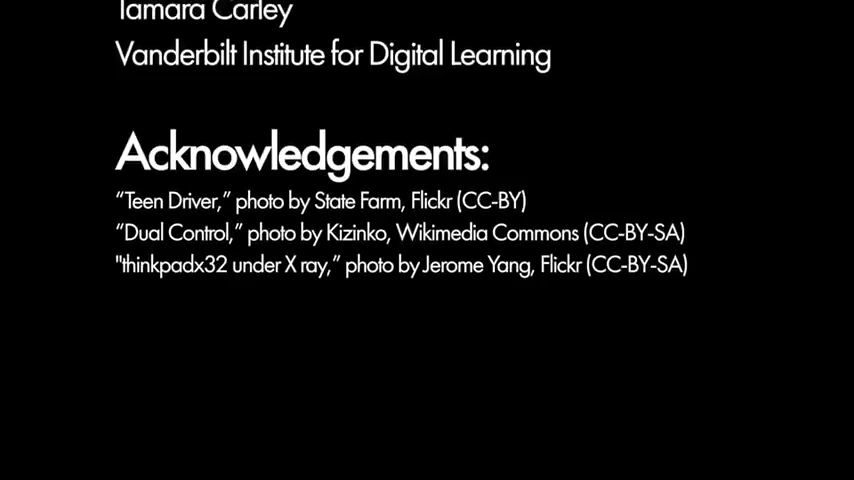 Tamara Carley
Vanderbilt Institute for Digital Learning
Acknowledgements:
“Teen Driver,” photo by State Farm, Flickr (CC-BY)
“Dual Control,” photo by Kizinko, Wikimedia Commons (CC-BY-SA)
"thinkpadx32 under X ray,” photo by Jerome Yang, Flickr (CC-BY-SA)